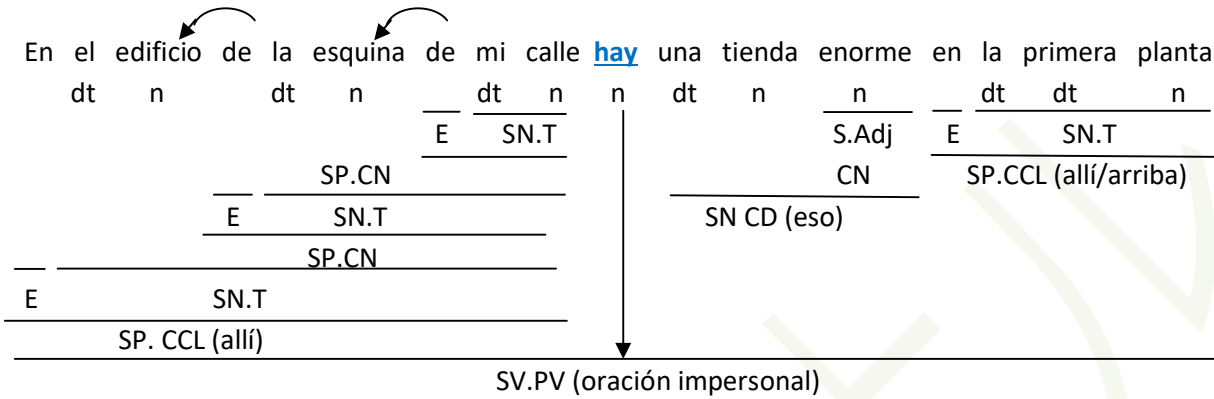 En el edificio de la esquina de mi calle hay una tienda enorme en la primera planta
dt n dt n dt n n dt n n dt dt n
E SN.T S.Adj E SN.T
SP.CN CN SP.CCL (allí/arriba)
E SN.T SN CD (eso)
SP.CN
E SN.T
SP. CCL (allí)
SV.PV (oración impersonal)